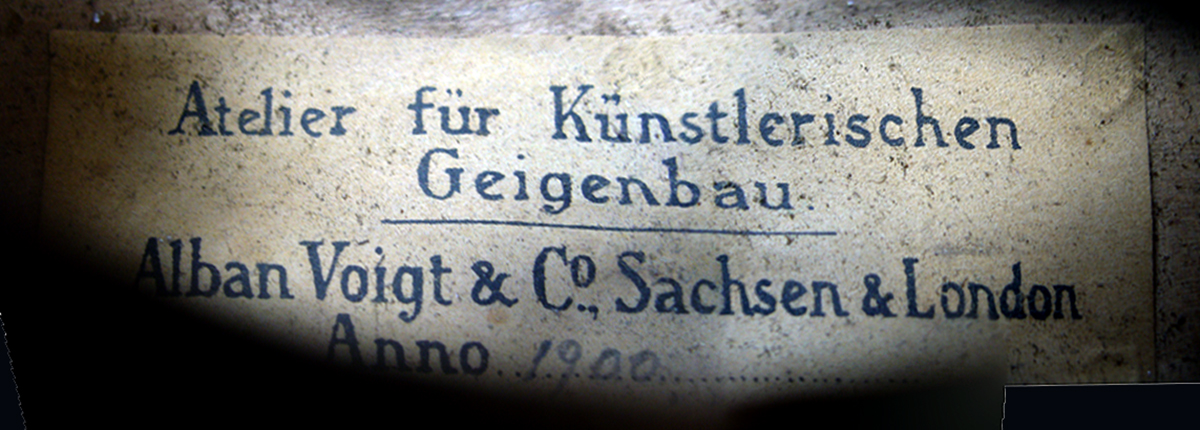 Atelier für Künstlerischen
Geigenbau.
Alban Voigt & Co., Sachsen & London
Anno 1900